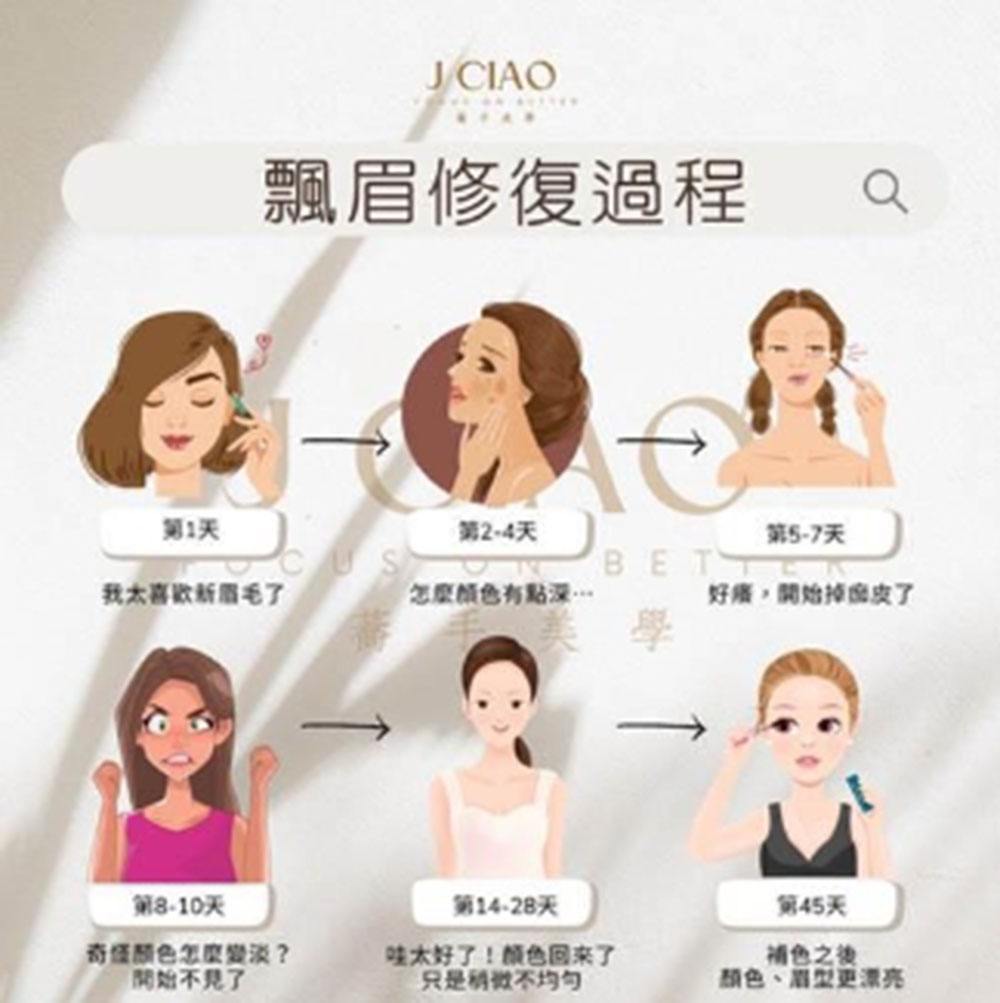 J CIAO
FOCUS ON BETTER
飄眉修復過程
J CIAO
FOCUS ON BETTER
手美學
第1天
第2-4天
第5-7天
我太喜歡新眉毛了
怎麼顏色有點深…
好癢，開始掉痂皮了
第8-10天
第14-28天
第45天
奇怪顏色怎麼變淡？
開始不見了
哇太好了！顏色回來了
只是稍微不均勻
補色之後
顏色、眉型更漂亮